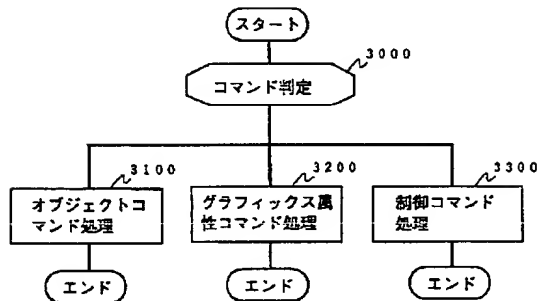 スタート
3000
コマンド判定
3100
オブジェクトコ
マンド処理
3200
グラフィックス属
性コマンド処理
3300
制御コマンド
処理
エンド
エンド
エンド